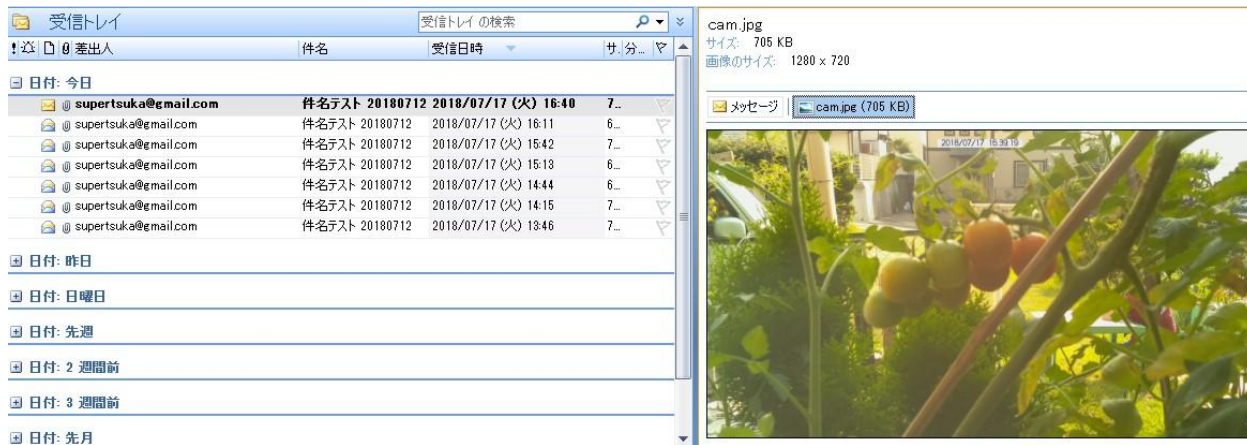 受信トレイ
受信トレイ の検索
差出人 件名 受信日時 サ. 分...
日付: 今日
supertsuka@gmail.com 件名テスト 20180712 2018/07/17 (火) 16:40 7...
supertsuka@gmail.com 件名テスト 20180712 2018/07/17 (火) 16:11 6...
supertsuka@gmail.com 件名テスト 20180712 2018/07/17 (火) 15:42 7...
supertsuka@gmail.com 件名テスト 20180712 2018/07/17 (火) 15:13 6...
supertsuka@gmail.com 件名テスト 20180712 2018/07/17 (火) 14:44 6...
supertsuka@gmail.com 件名テスト 20180712 2018/07/17 (火) 14:15 7...
supertsuka@gmail.com 件名テスト 20180712 2018/07/17 (火) 13:46 7...
日付: 昨日
日付: 日曜日
日付: 先週
日付: 2 週間前
日付: 3 週間前
日付: 先月
cam.jpg
サイズ: 705 KB
画像のサイズ: 1280 x 720
メッセージ cam.jpg (705 KB)
2018/07/17 16:39:19